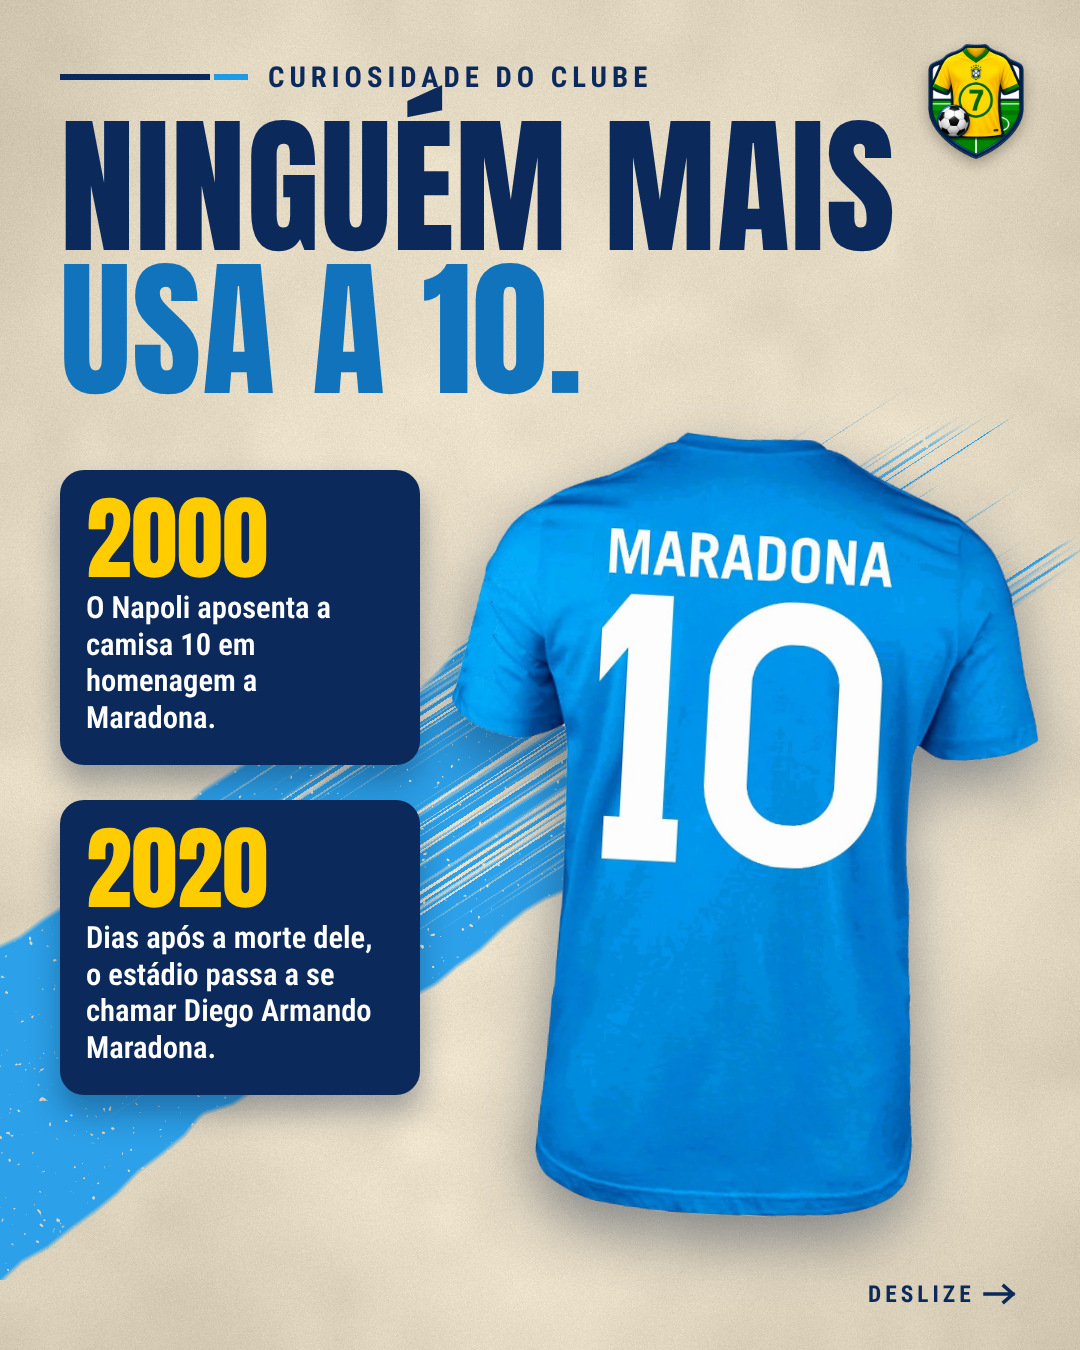 CURIOSIDADE DO CLUBE
NINGUÉM MAIS
USA A 10.
7
2000
O Napoli aposenta a
camisa 10 em
homenagem a
Maradona.
MARADONA
10
2020
Dias após a morte dele,
o estádio passa a se
chamar Diego Armando
Maradona.
DESLIZE